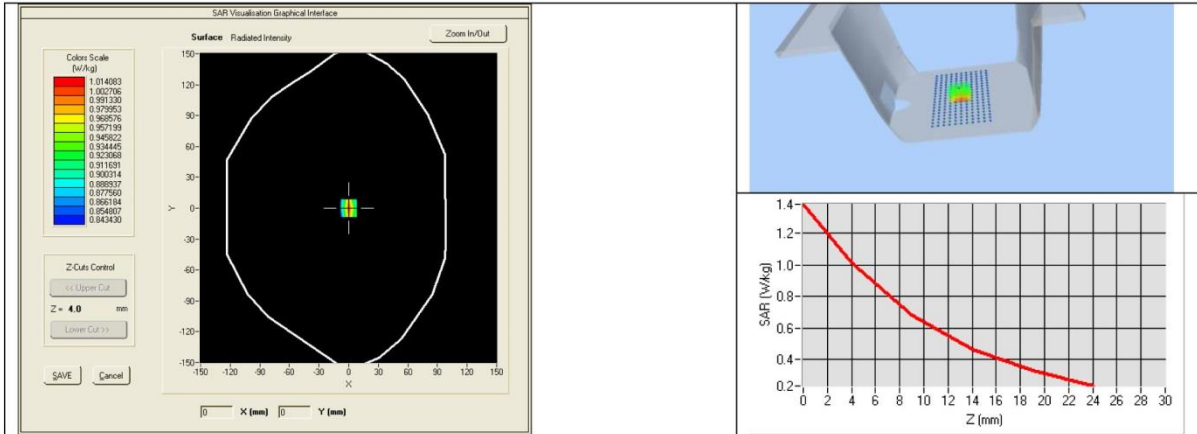 SAR Visualisation Graphical Interface
Surface Radiated Intensity
Zoom In/Out
Colors Scale
(W/kg)
1.014083
1.002706
0.991330
0.979953
0.968576
0.957199
0.945822
0.934445
0.923068
0.911691
0.900314
0.888937
0.877560
0.866184
0.854807
0.843430
Z-Cuts Control
<< Upper Cut
Z = 4.0 mm
Lower Cut >>
SAVE Cancel
150
120
90
60
30
0
-30
-60
-90
-120
-150
Y
-150 -120 -90 -60 -30 0 30 60 90 120 150
X
0 X (mm) 0 Y (mm)
1.4
1.2
1.0
0.8
0.6
0.4
0.2
SAR (W/kg)
0 2 4 6 8 10 12 14 16 18 20 22 24 26 28 30
Z (mm)